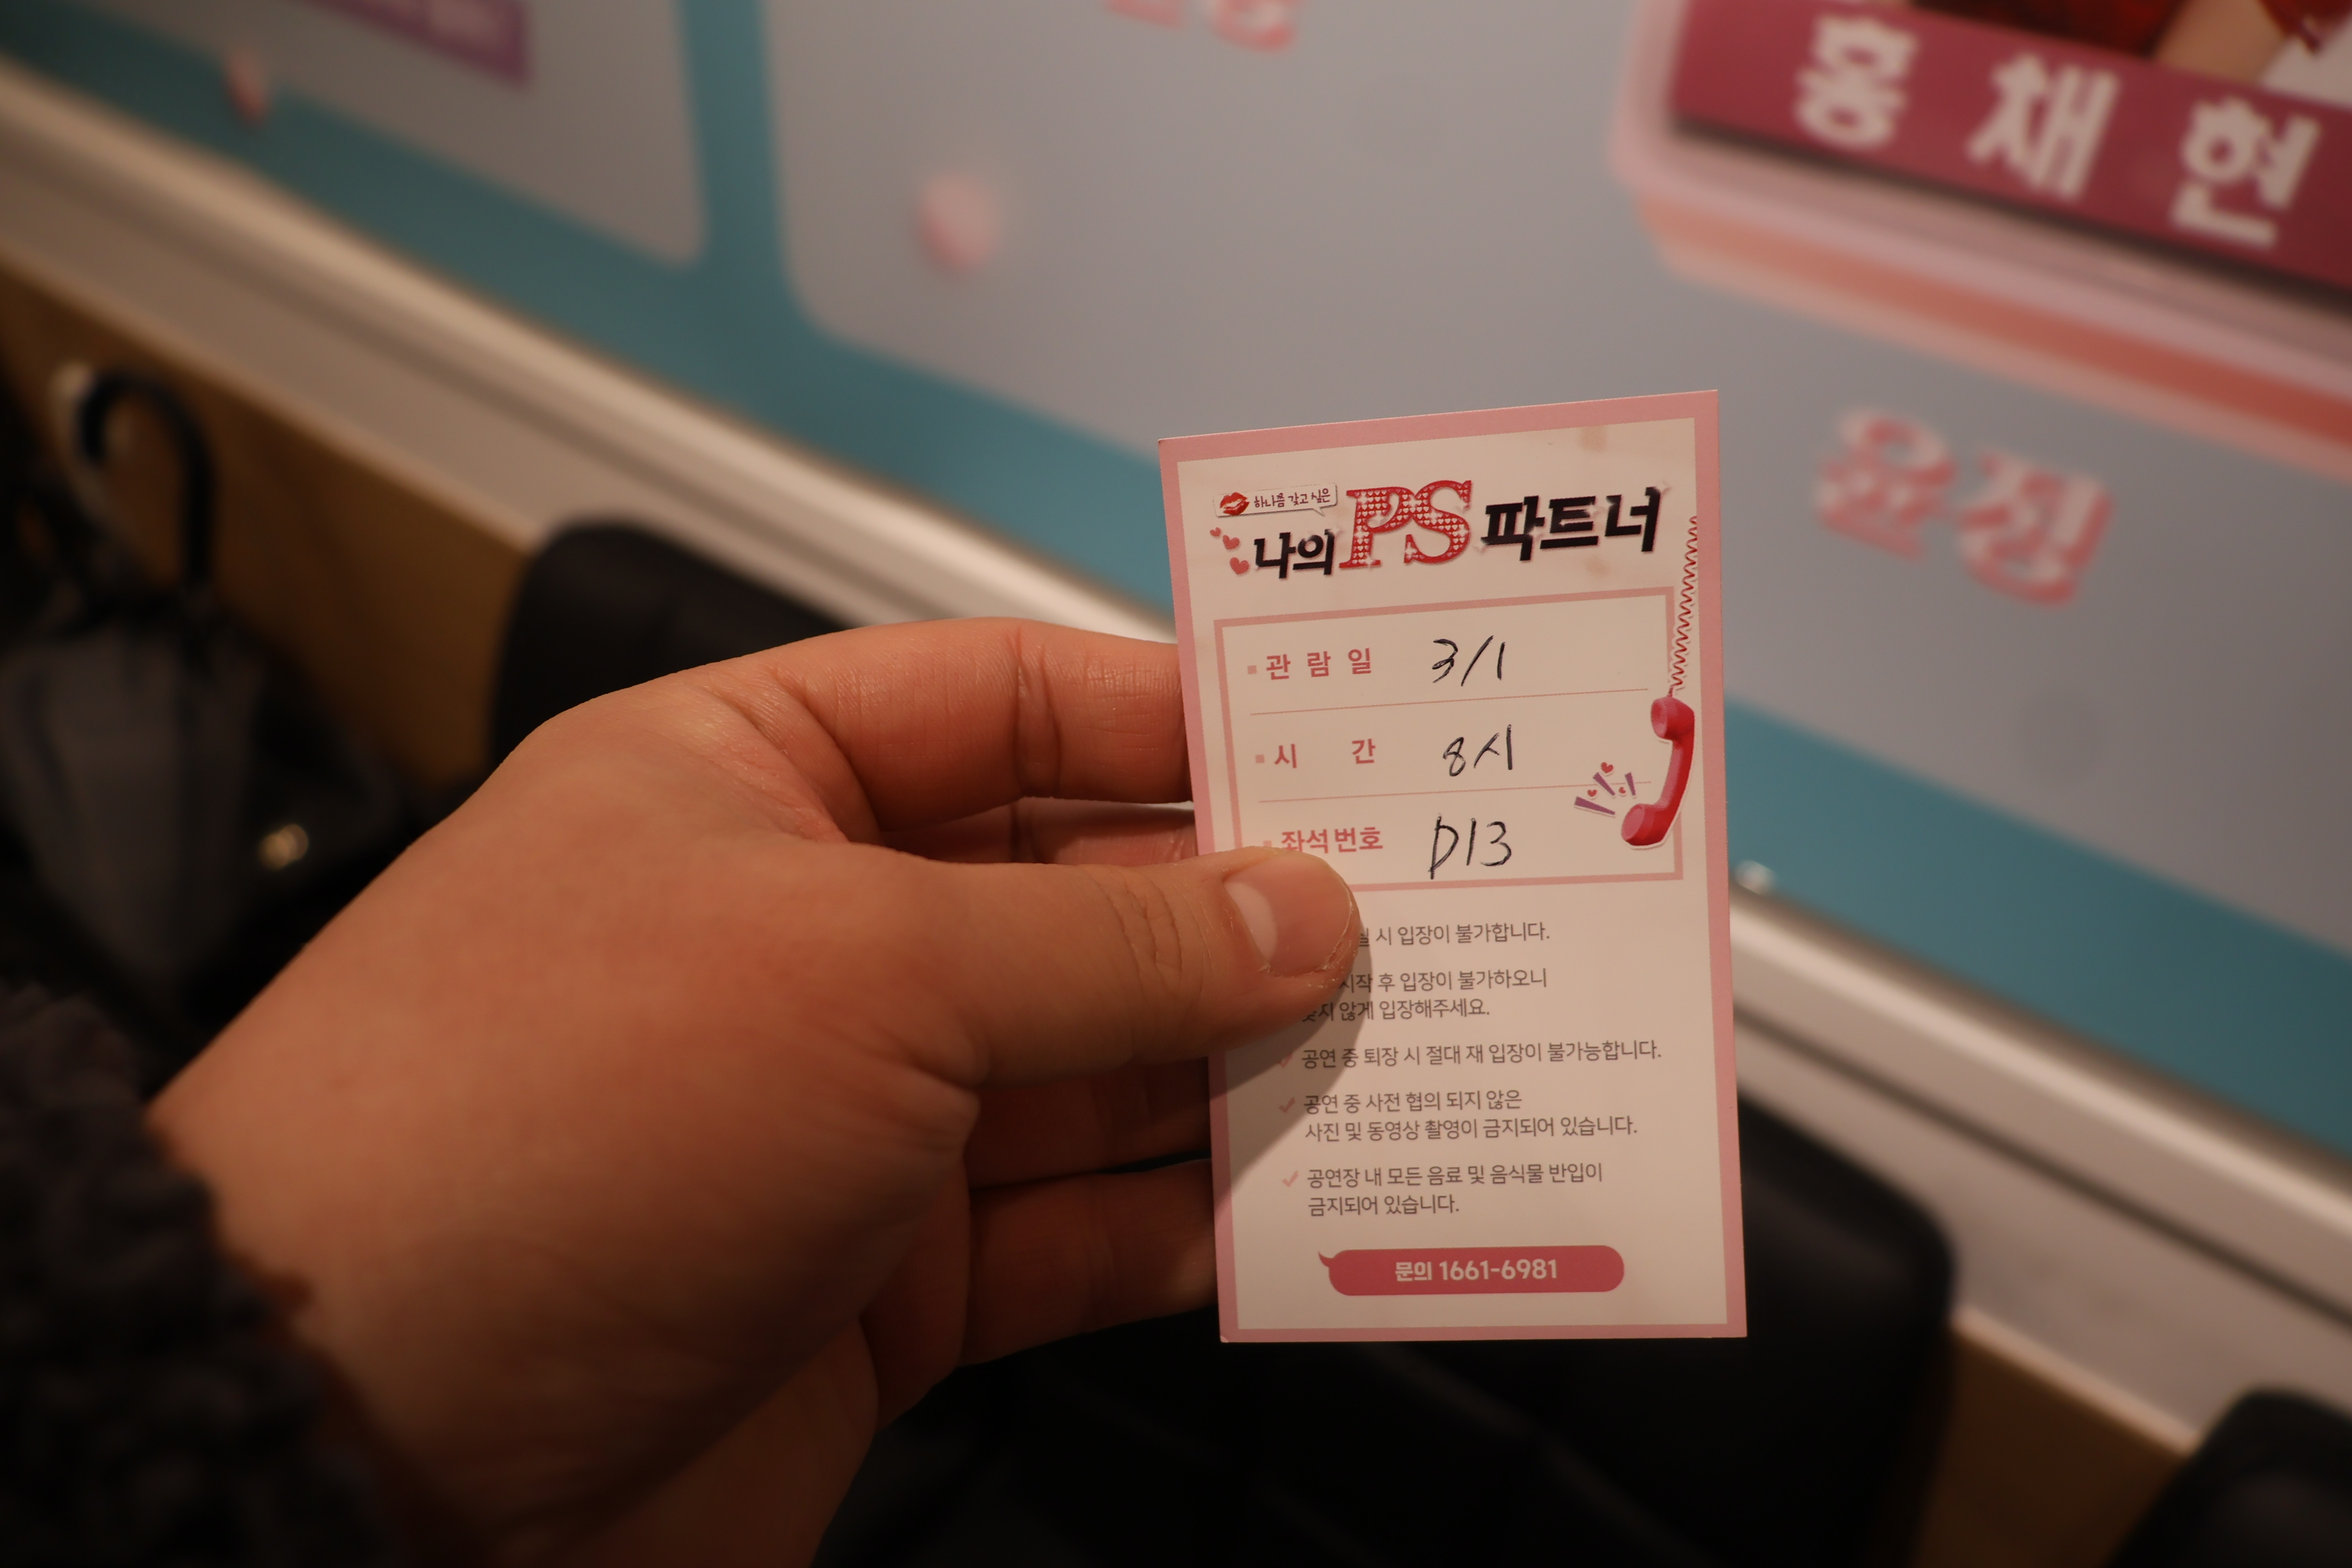 홍채현
윤정
하나쯤 갖고 싶은
나의 PS 파트너
관람일 3/1
시간 8시
좌석번호 D13
시 입장이 불가합니다.
시작 후 입장이 불가하오니
늦지 않게 입장해주세요.
공연 중 퇴장 시 절대 재 입장이 불가능합니다.
공연 중 사전 협의 되지 않은
사진 및 동영상 촬영이 금지되어 있습니다.
공연장 내 모든 음료 및 음식물 반입이
금지되어 있습니다.
문의 1661-6981